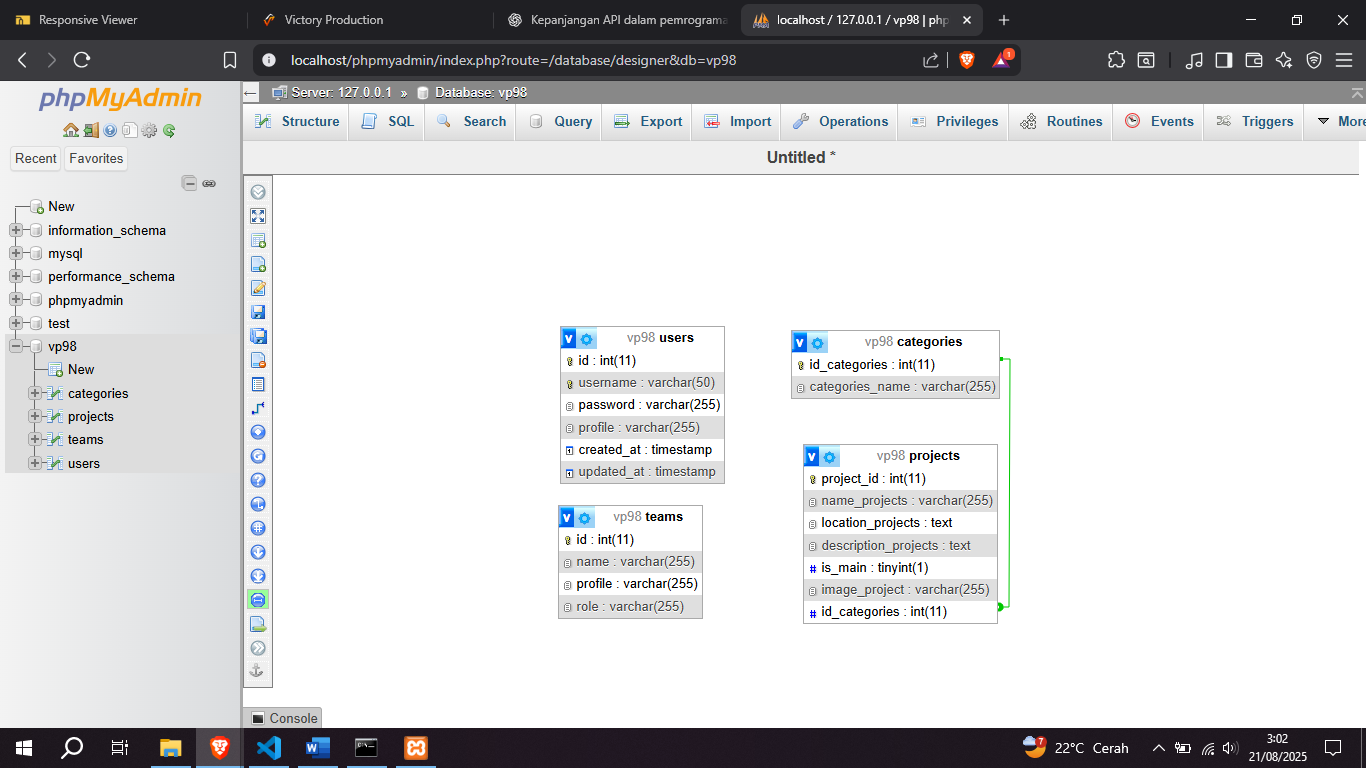 Responsive Viewer
Victory Production
Kepanjangan API dalam pemrograma
localhost / 127.0.0.1 / vp98 | php
localhost/phpmyadmin/index.php?route=/database/designer&db=vp98
1
phpMyAdmin
Recent
Favorites
New
information_schema
mysql
performance_schema
phpmyadmin
test
vp98
New
categories
projects
teams
users
Server: 127.0.0.1 » Database: vp98
Structure
SQL
Search
Query
Export
Import
Operations
Privileges
Routines
Events
Triggers
More
Untitled *
v vp98 users
id : int(11)
username : varchar(50)
password : varchar(255)
profile : varchar(255)
created_at : timestamp
updated_at : timestamp
v vp98 teams
id : int(11)
name : varchar(255)
profile : varchar(255)
role : varchar(255)
v vp98 categories
id_categories : int(11)
categories_name : varchar(255)
v vp98 projects
project_id : int(11)
name_projects : varchar(255)
location_projects : text
description_projects : text
# is_main : tinyint(1)
image_project : varchar(255)
# id_categories : int(11)
Console
7
22°C Cerah
3:02
21/08/2025